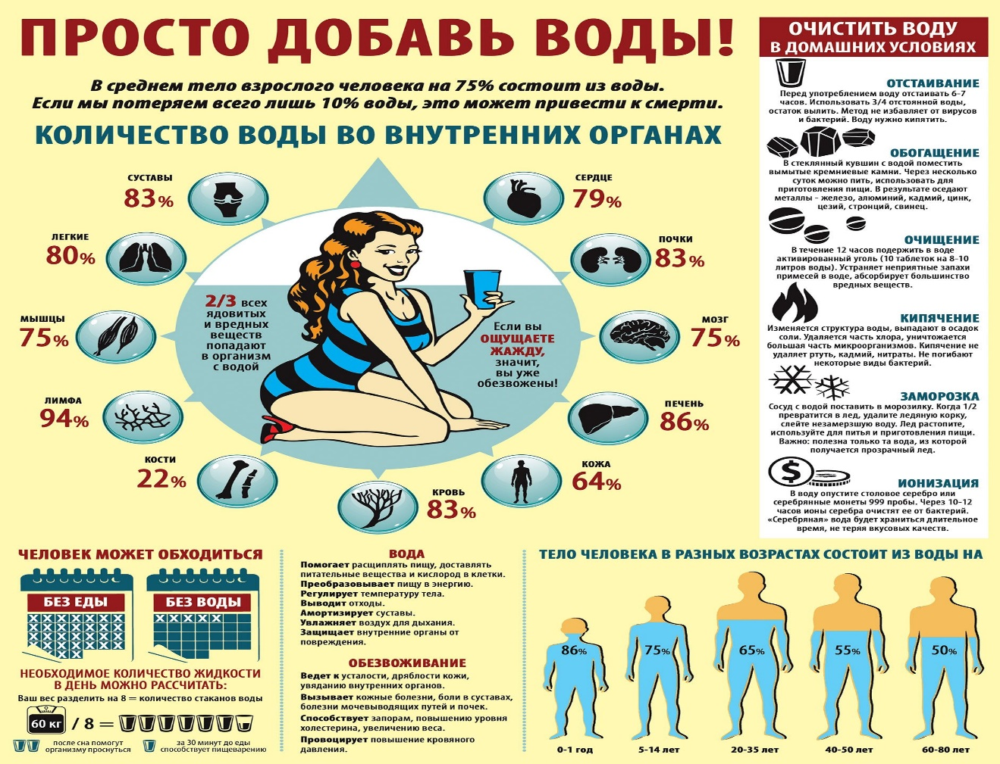 ПРОСТО ДОБАВЬ ВОДЫ!
В среднем тело взрослого человека на 75% состоит из воды.
Если мы потеряем всего лишь 10% воды, это может привести к смерти.
КОЛИЧЕСТВО ВОДЫ ВО ВНУТРЕННИХ ОРГАНАХ
СУСТАВЫ
83%
СЕРДЦЕ
79%
ЛЕГКИЕ
80%
ПОЧКИ
83%
МЫШЦЫ
75%
МОЗГ
75%
ЛИМФА
94%
ПЕЧЕНЬ
86%
КОСТИ
22%
КОЖА
64%
КРОВЬ
83%
2/3 всех
ядовитых
и вредных
веществ
попадают
в организм
с водой
Если вы
ОЩУЩАЕТЕ
ЖАЖДУ,
значит,
вы уже
обезвожены!
ОЧИСТИТЬ ВОДУ
В ДОМАШНИХ УСЛОВИЯХ
ОТСТАИВАНИЕ
Перед употреблением воду отстаивать 6-7
часов. Использовать 3/4 отстойной воды,
остаток вылить. Метод не избавляет от вирусов
и бактерий. Воду нужно кипятить.
ОБОГАЩЕНИЕ
В стеклянный кувшин с водой поместить
вымытые кремниевые камни. Через несколько
суток можно пить, использовать для
приготовления пищи. В результате оседают
металлы – железо, алюминий, кадмий, цинк,
цезий, стронций, свинец.
ОЧИЩЕНИЕ
В течение 12 часов подержить в воде
активированный уголь (10 таблеток на 8-10
литров воды). Устраняет неприятные запахи
примесей в воде, абсорбирует большинство
вредных веществ.
КИПЯЧЕНИЕ
Изменяется структура воды, выпадают в осадок
соли. Удаляется часть хлора, уничтожается
большая часть микроорганизмов. Кипячение не
удаляет ртуть, кадмий, нитраты. Не погибают
некоторые виды бактерий.
ЗАМОРОЗКА
Сосуд с водой поставить в морозилку. Когда 1/2
превратится в лед, удалите ледяную корку,
слейте незамерзшую воду. Лед растопите,
используйте для питья и приготовления пищи.
Важно: полезна только та вода, из которой
получается прозрачный лед.
$
ИОНИЗАЦИЯ
В воду опустите столовое серебро или
серебрянные монеты 999 пробы. Через 10-12
часов ионы серебра очистят ее от бактерий.
«Серебряная» вода будет храниться длительное
время, не теряя вкусовых качеств.
ЧЕЛОВЕК МОЖЕТ ОБХОДИТЬСЯ
БЕЗ ЕДЫ
БЕЗ ВОДЫ
НЕОБХОДИМОЕ КОЛИЧЕСТВО ЖИДКОСТИ
В ДЕНЬ МОЖНО РАССЧИТАТЬ:
Ваш вес разделить на 8 = количество стаканов воды
60 кг / 8 =
после сна помогут
организму проснуться
за 30 минут до еды
способствует пищеварению
ВОДА
Помогает расщиплять пищу, доставлять
питательные вещества и кислород в клетки.
Преобразовывает пищу в энергию.
Регулирует температуру тела.
Выводит отходы.
Амортизирует суставы.
Увлажняет воздух для дыхания.
Защищает внутренние органы от
повреждения.
ОБЕЗВОЖИВАНИЕ
Ведет к усталости, дряблости кожи,
увяданию внутренних органов.
Вызывает кожные болезни, боли в суставах,
болезни мочевыводящих путей и почек.
Способствует запорам, повышению уровня
холестерина, увеличению веса.
Провоцирует повышение кровяного
давления.
ТЕЛО ЧЕЛОВЕКА В РАЗНЫХ ВОЗРАСТАХ СОСТОИТ ИЗ ВОДЫ НА
86%
75%
65%
55%
50%
0-1 год
5-14 лет
20-35 лет
40-50 лет
60-80 лет